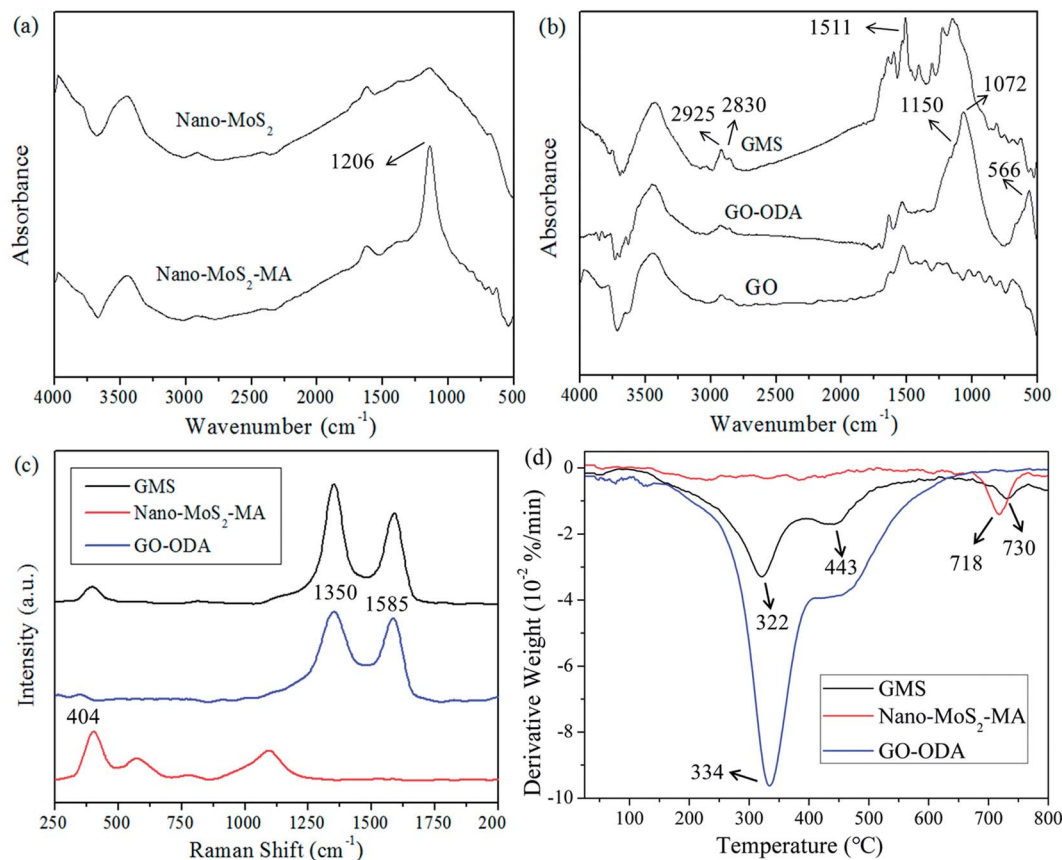 (a)
Absorbance
Nano-MoS2
1206
Nano-MoS2-MA
4000 3500 3000 2500 2000 1500 1000 500
Wavenumber (cm-1)
(b)
Absorbance
1511
1072
2925
2830
1150
GMS
566
GO-ODA
GO
4000 3500 3000 2500 2000 1500 1000 500
Wavenumber (cm-1)
(c)
GMS
Nano-MoS2-MA
GO-ODA
Intensity (a.u.)
1350
1585
404
250 500 750 1000 1250 1500 1750 200
Raman Shift (cm-1)
(d)
0
-2
-4
-6
-8
-10
Derivative Weight (10-2 %/min)
443
718
730
322
GMS
Nano-MoS2-MA
GO-ODA
334
100 200 300 400 500 600 700 800
Temperature (℃)